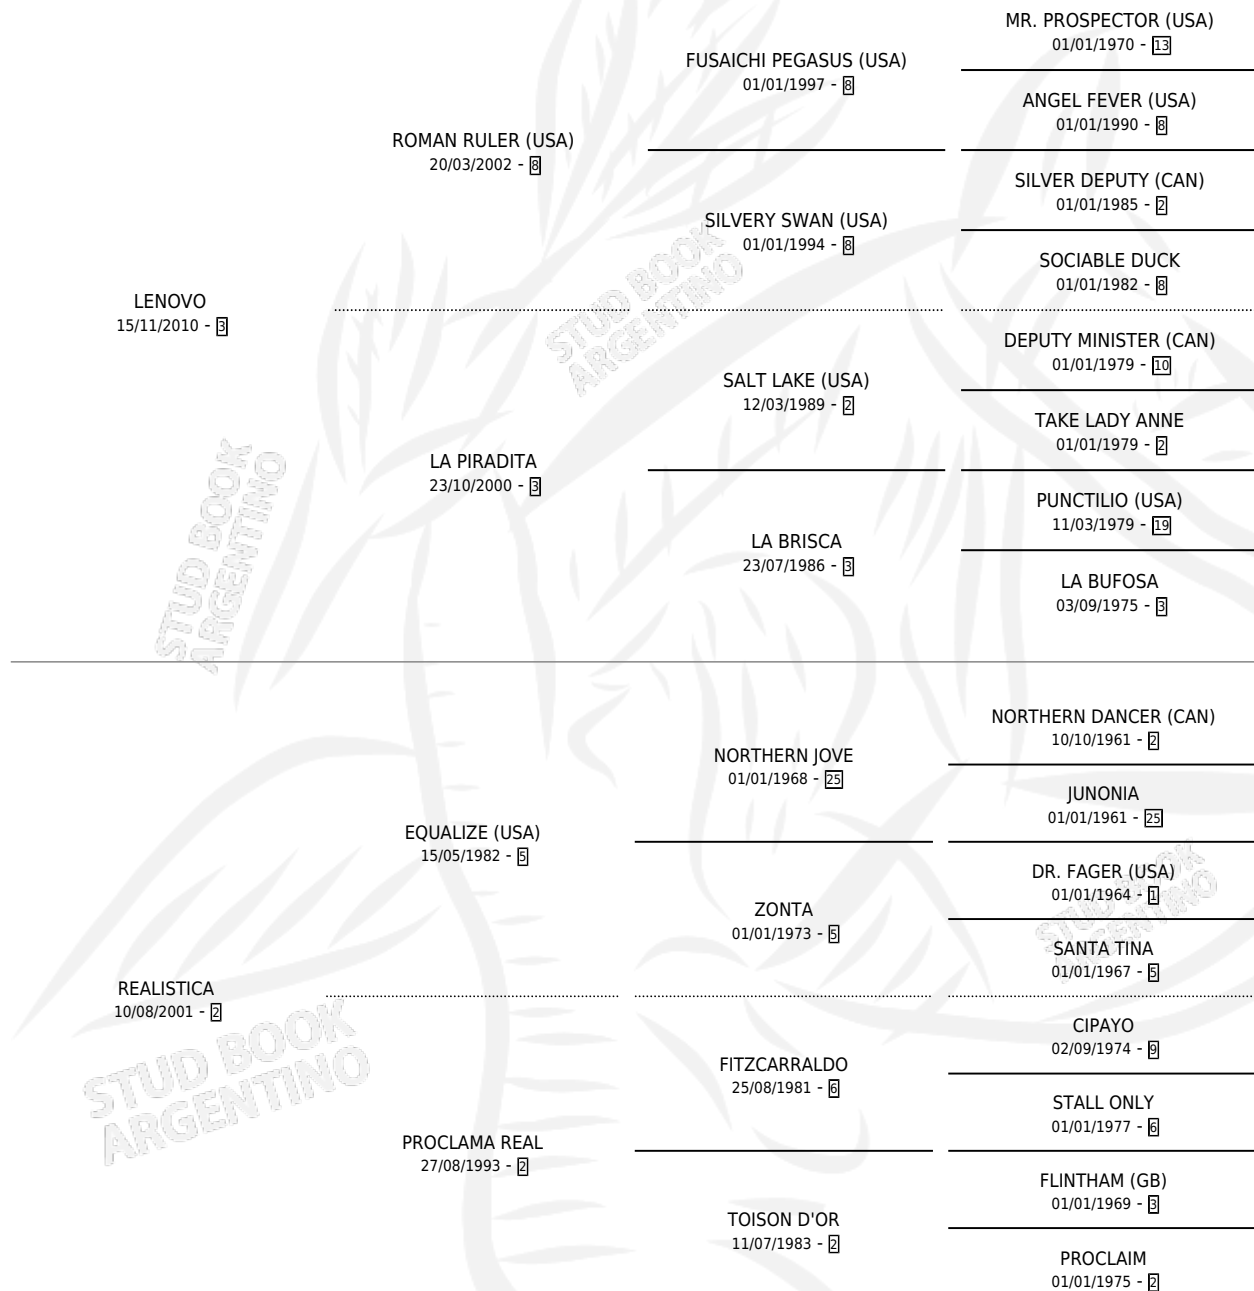 MR. PROSPECTOR (USA)
01/01/1970 - 13
FUSAICHI PEGASUS (USA)
01/01/1997 - 8
ANGEL FEVER (USA)
01/01/1990 - 8
ROMAN RULER (USA)
20/03/2002 - 8
SILVER DEPUTY (CAN)
01/01/1985 - 2
SILVERY SWAN (USA)
01/01/1994 - 8
SOCIABLE DUCK
01/01/1982 - 8
LENOVO
15/11/2010 - 3
DEPUTY MINISTER (CAN)
01/01/1979 - 10
SALT LAKE (USA)
12/03/1989 - 2
TAKE LADY ANNE
01/01/1979 - 2
LA PIRADITA
23/10/2000 - 3
PUNCTILIO (USA)
11/03/1979 - 19
LA BRISCA
23/07/1986 - 3
LA BUFOSA
03/09/1975 - 3
NORTHERN DANCER (CAN)
10/10/1961 - 2
NORTHERN JOVE
01/01/1968 - 25
JUNONIA
01/01/1961 - 25
EQUALIZE (USA)
15/05/1982 - 5
DR. FAGER (USA)
01/01/1964 - 1
ZONTA
01/01/1973 - 5
SANTA TINA
01/01/1967 - 5
REALISTICA
10/08/2001 - 2
CIPAYO
02/09/1974 - 9
FITZCARRALDO
25/08/1981 - 6
STALL ONLY
01/01/1977 - 6
PROCLAMA REAL
27/08/1993 - 2
FLINTHAM (GB)
01/01/1969 - 3
TOISON D'OR
11/07/1983 - 2
PROCLAIM
01/01/1975 - 2
STUD BOOK
ARGENTINO
STUD BOOK
ARGENTINO
STUD BOOK
ARGENTINO
STUD BOOK
ARGENTINO